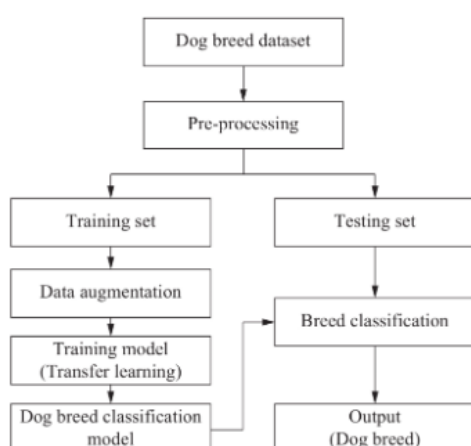 Dog breed dataset
Pre-processing
Training set
Testing set
Data augmentation
Breed classification
Training model
(Transfer learning)
Dog breed classification
model
Output
(Dog breed)